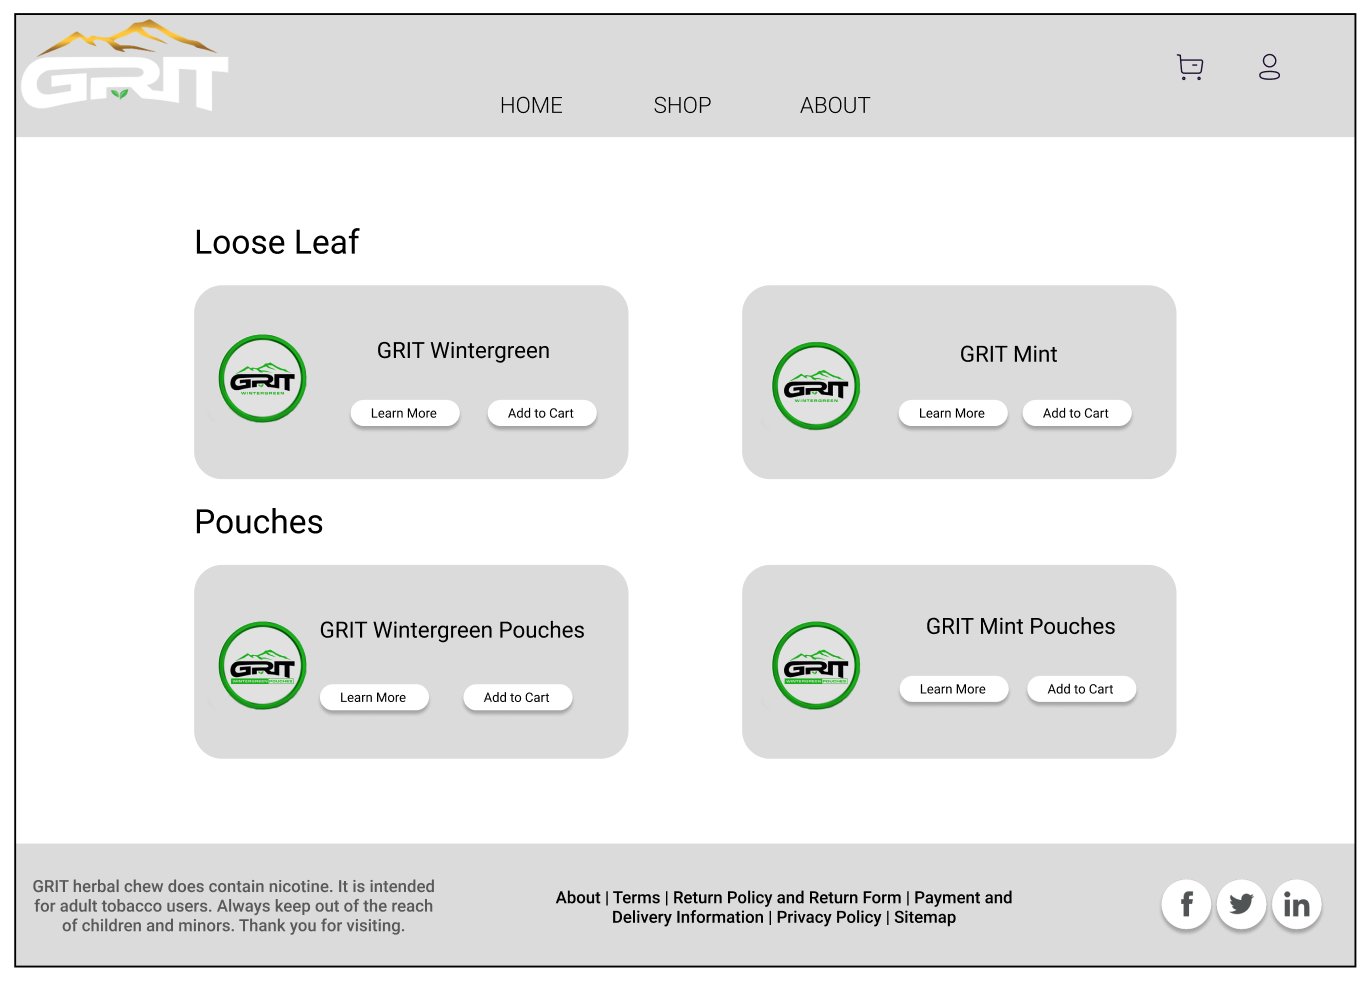 GRIT
HOME SHOP ABOUT
Loose Leaf
GRIT
WINTERGREEN
GRIT Wintergreen
Learn More Add to Cart
GRIT
WINTERGREEN
GRIT Mint
Learn More Add to Cart
Pouches
GRIT
WINTERGREEN POUCHES
GRIT Wintergreen Pouches
Learn More Add to Cart
GRIT
WINTERGREEN POUCHES
GRIT Mint Pouches
Learn More Add to Cart
GRIT herbal chew does contain nicotine. It is intended
for adult tobacco users. Always keep out of the reach
of children and minors. Thank you for visiting.
About | Terms | Return Policy and Return Form | Payment and
Delivery Information | Privacy Policy | Sitemap
f in